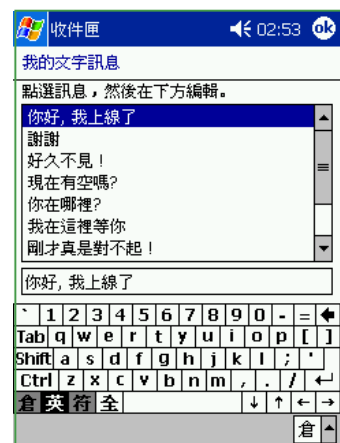 收件匣 02:53 ok
我的文字訊息
點選訊息，然後在下方編輯。
你好, 我上線了
謝謝
好久不見！
現在有空嗎?
你在哪裡?
我在這裡等你
剛才真是對不起！
你好, 我上線了
` 1 2 3 4 5 6 7 8 9 0 - =
Tab q w e r t y u i o p [ ]
Shift a s d f g h j k l ; '
Ctrl z x c v b n m , . /
倉 英 符 全 ↓ ↑ ← →
倉